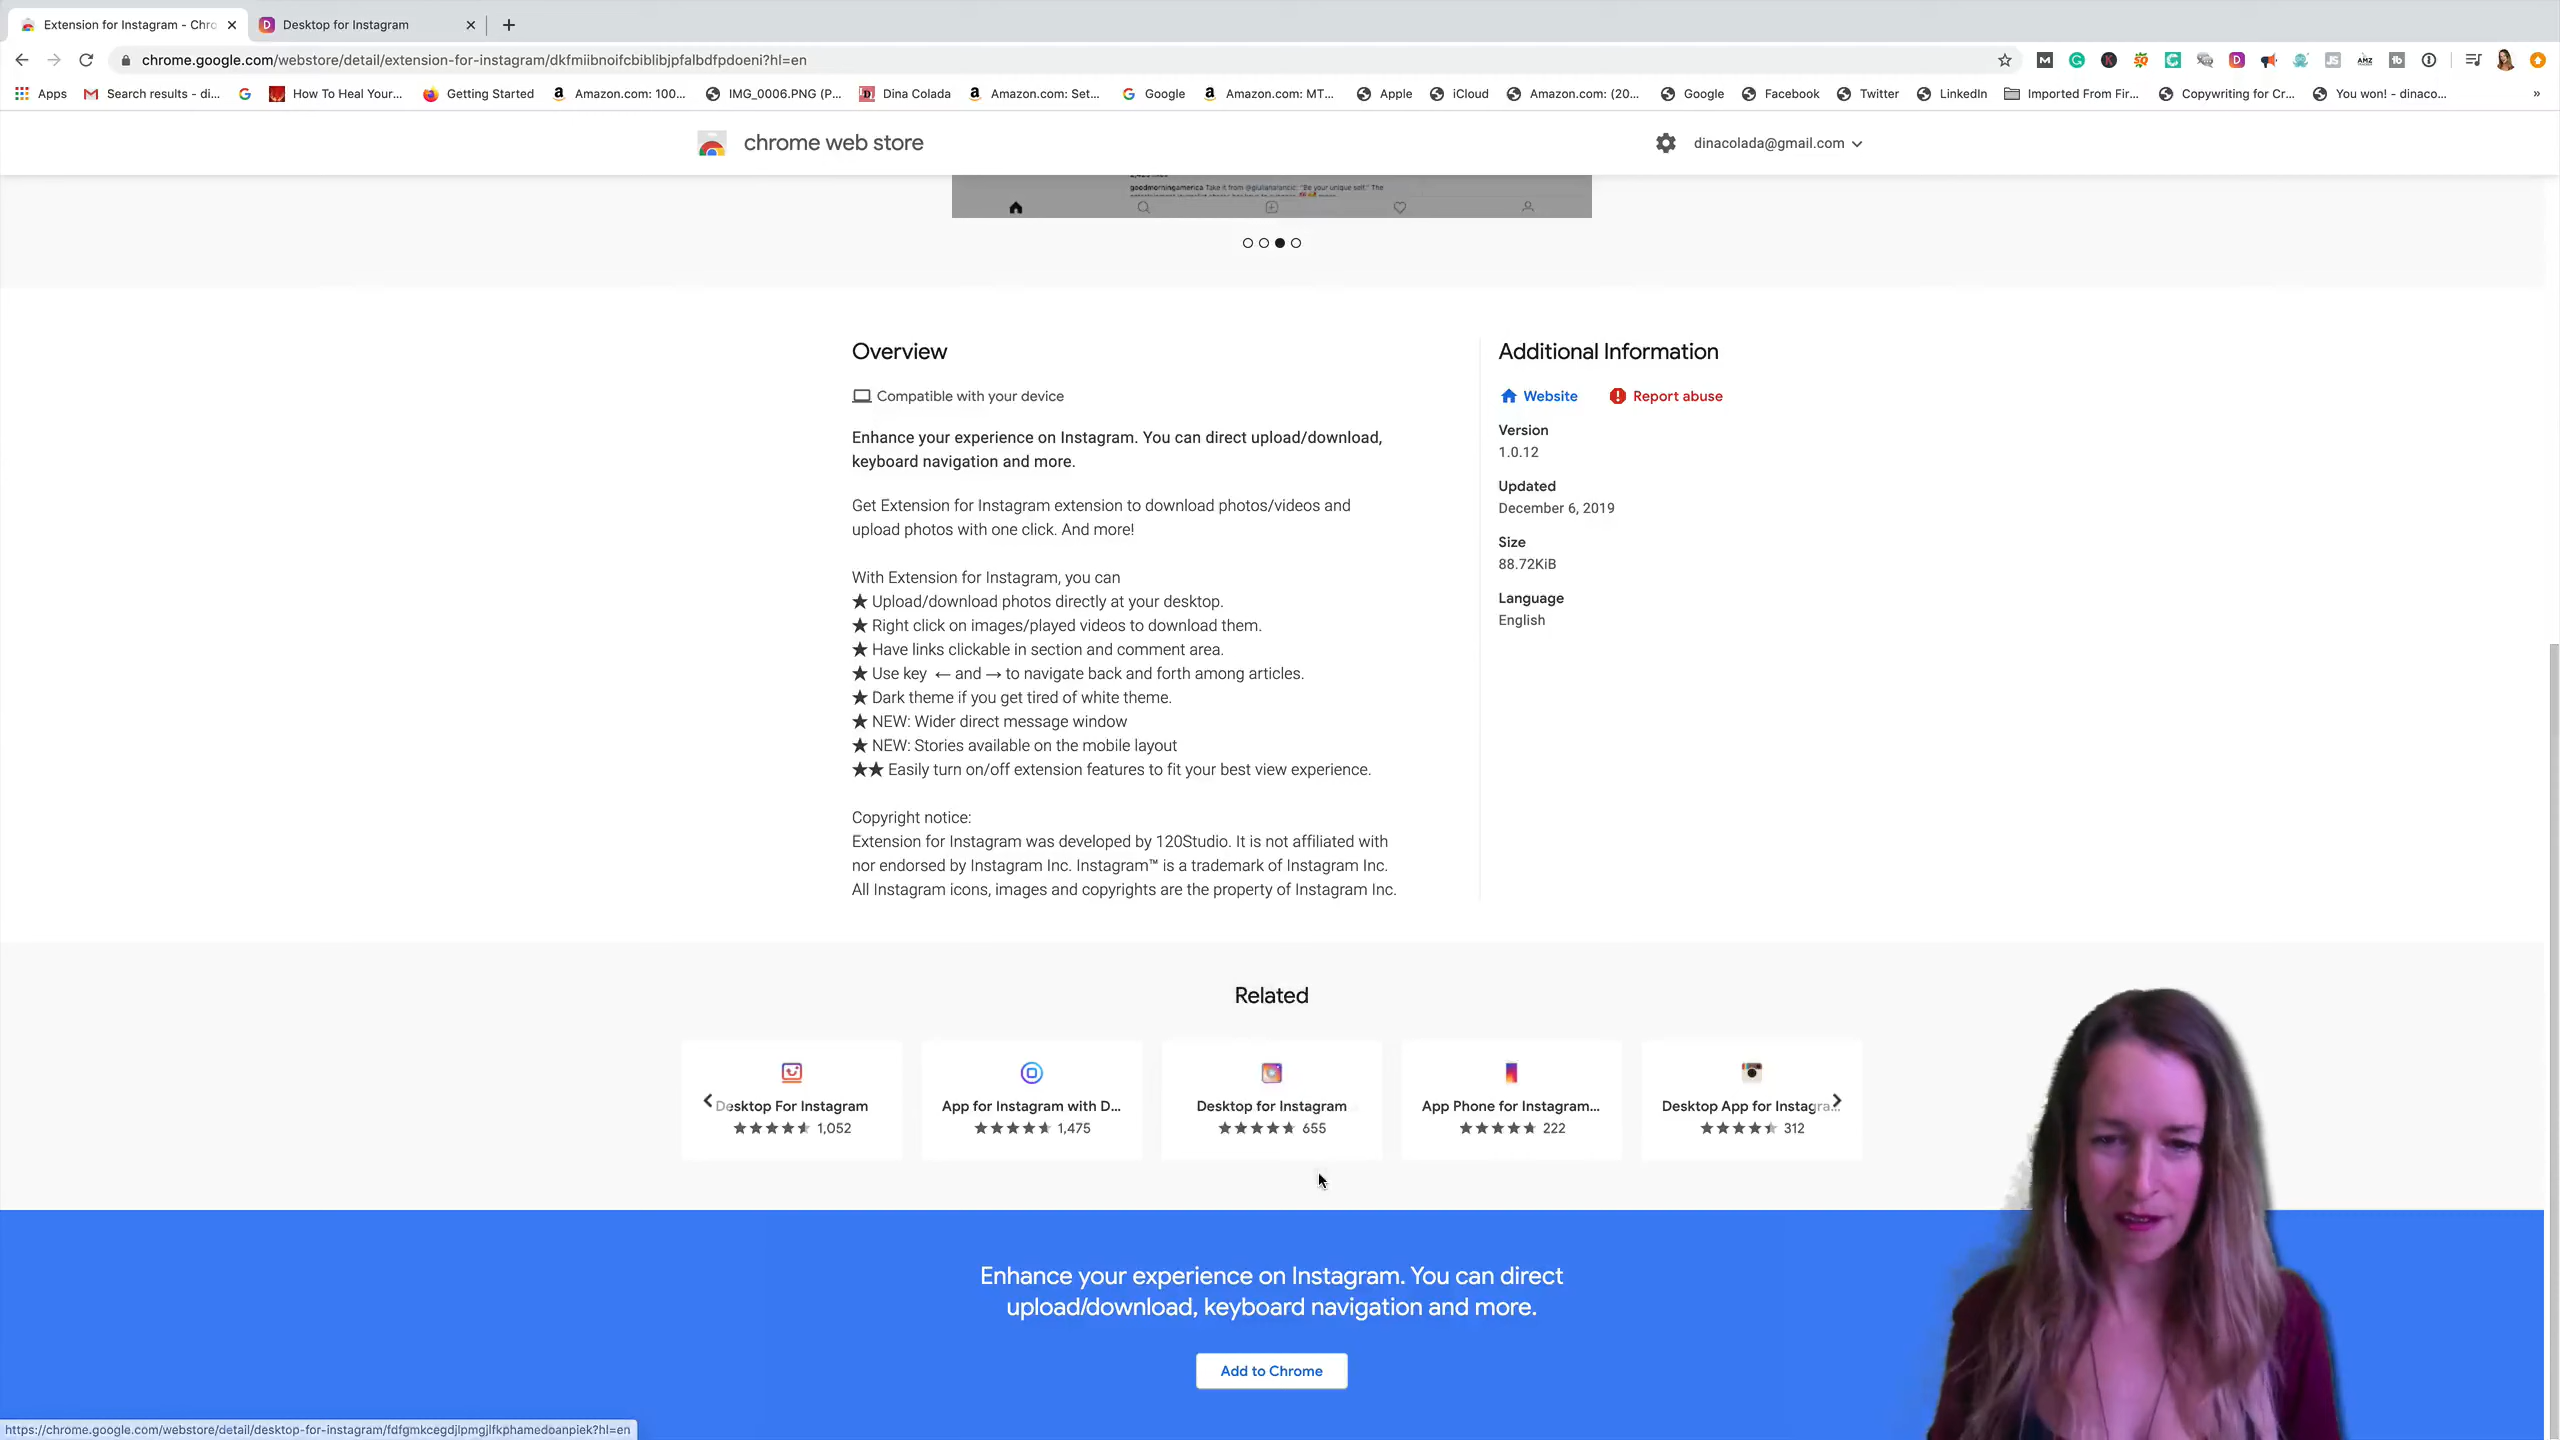 Extension for Instagram - Chro
Desktop for Instagram
chrome.google.com/webstore/detail/extension-for-instagram/dkfmiibnoifcbiblibjpfalbdfpdoeni?hl=en
Apps
Search results - di...
How To Heal Your...
Getting Started
Amazon.com: 100...
IMG_0006.PNG (P...
Dina Colada
Amazon.com: Set...
Google
Amazon.com: MT...
Apple
iCloud
Amazon.com: (20...
Google
Facebook
Twitter
LinkedIn
Imported From Fir...
Copywriting for Cr...
You won! - dinaco...
»
chrome web store
dinacolada@gmail.com
goodmorningamerica Take it from @giulianarancic: "Be your unique self." The
Overview
Compatible with your device
Enhance your experience on Instagram. You can direct upload/download,
keyboard navigation and more.
Get Extension for Instagram extension to download photos/videos and
upload photos with one click. And more!
With Extension for Instagram, you can
★ Upload/download photos directly at your desktop.
★ Right click on images/played videos to download them.
★ Have links clickable in section and comment area.
★ Use key ← and → to navigate back and forth among articles.
★ Dark theme if you get tired of white theme.
★ NEW: Wider direct message window
★ NEW: Stories available on the mobile layout
★★ Easily turn on/off extension features to fit your best view experience.
Copyright notice:
Extension for Instagram was developed by 120Studio. It is not affiliated with
nor endorsed by Instagram Inc. Instagram™ is a trademark of Instagram Inc.
All Instagram icons, images and copyrights are the property of Instagram Inc.
Additional Information
Website
Report abuse
Version
1.0.12
Updated
December 6, 2019
Size
88.72KiB
Language
English
Related
Desktop For Instagram
1,052
App for Instagram with D...
1,475
Desktop for Instagram
655
App Phone for Instagram...
222
Desktop App for Instagra...
312
Enhance your experience on Instagram. You can direct
upload/download, keyboard navigation and more.
Add to Chrome
https://chrome.google.com/webstore/detail/desktop-for-instagram/fdfgmkcegdjlpmgjlfkphamedoanpiek?hl=en